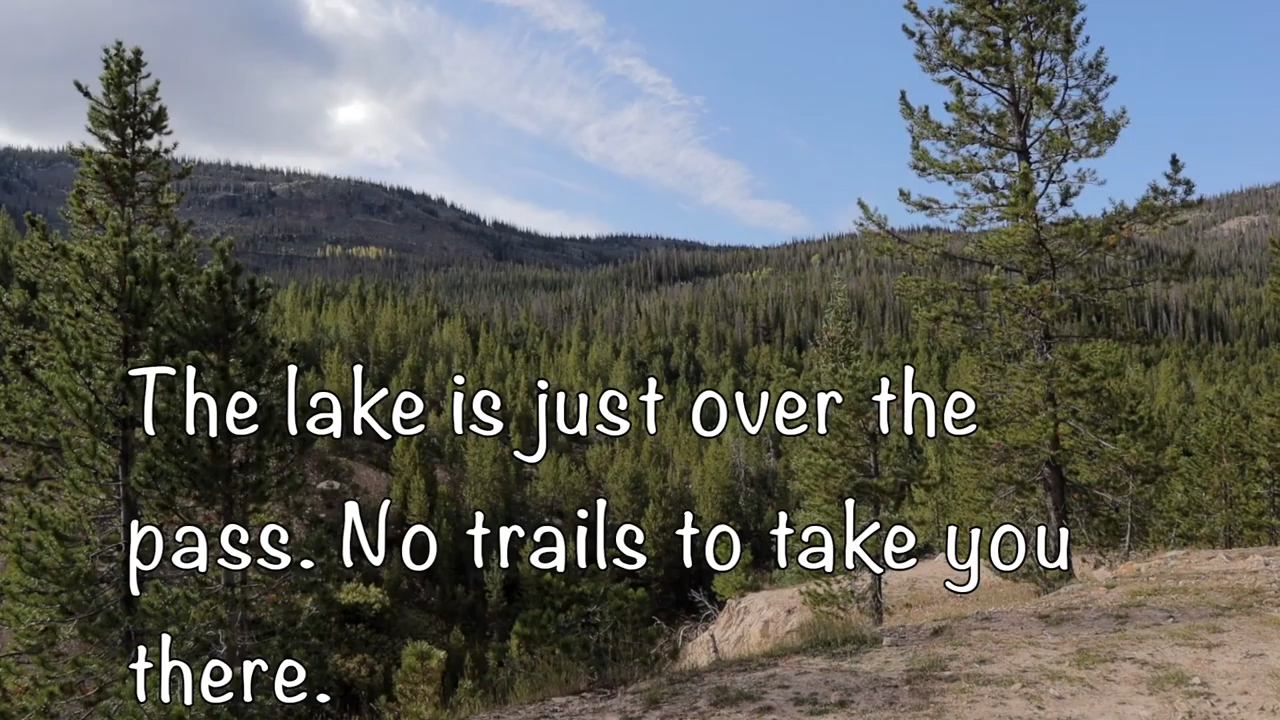 The lake is just over the
pass. No trails to take you
there.